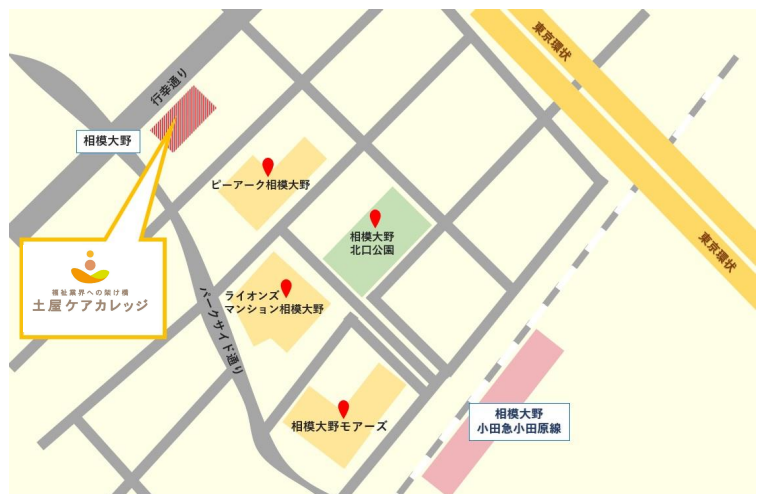 東京環状
行幸通り
相模大野
ピーアーク相模大野
相模大野
北口公園
東京環状
福祉業界への架け橋
土屋ケアカレッジ
ライオンズ
マンション相模大野
パークサイド通り
相模大野モアーズ
相模大野
小田急小田原線